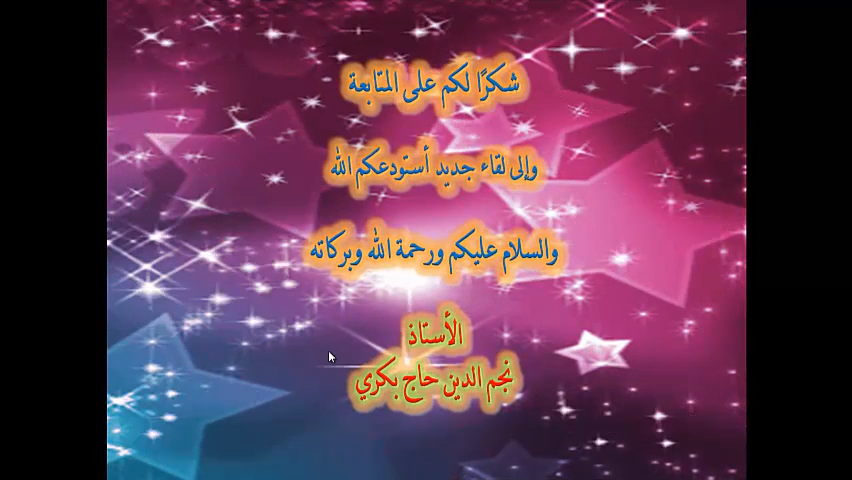 شكرًا لكم على المتابعة
وإلى لقاء جديد أستودعكم الله
والسلام عليكم ورحمة الله وبركاته
الأستاذ
نجم الدين حاج بكري